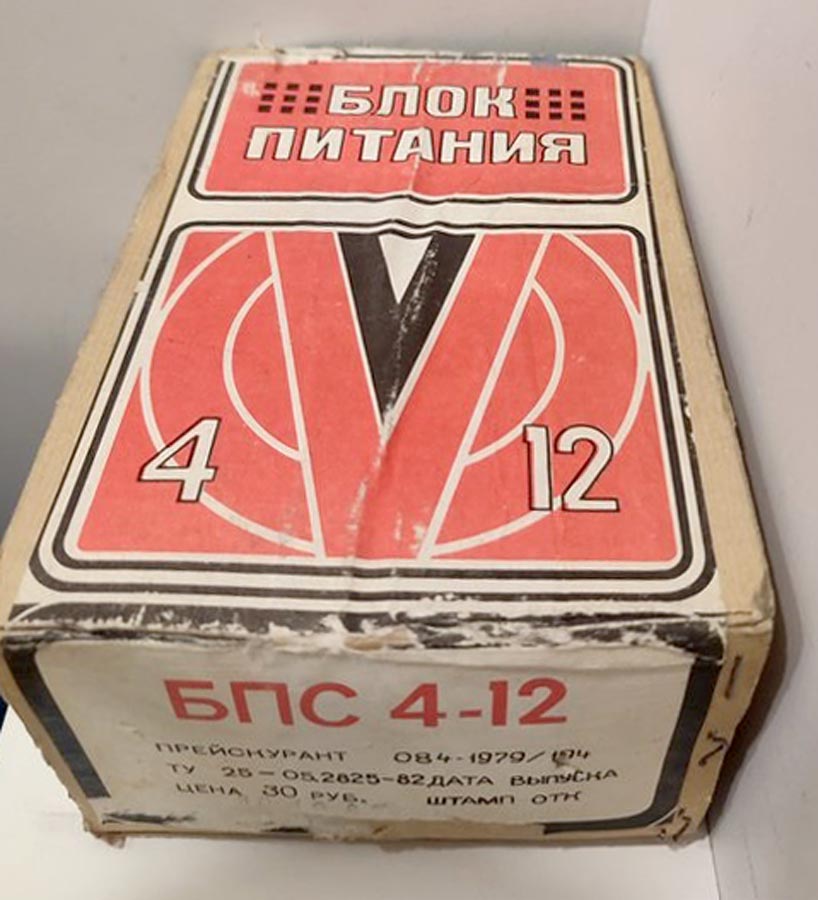 БЛОК
ПИТАНИЯ
V
4 12
БПС 4-12
ПРЕЙСКУРАНТ 084-1979/194
ТУ 25-05.2825-82 ДАТА ВЫПУСКА
ЦЕНА 30 РУБ. ШТАМП ОТК